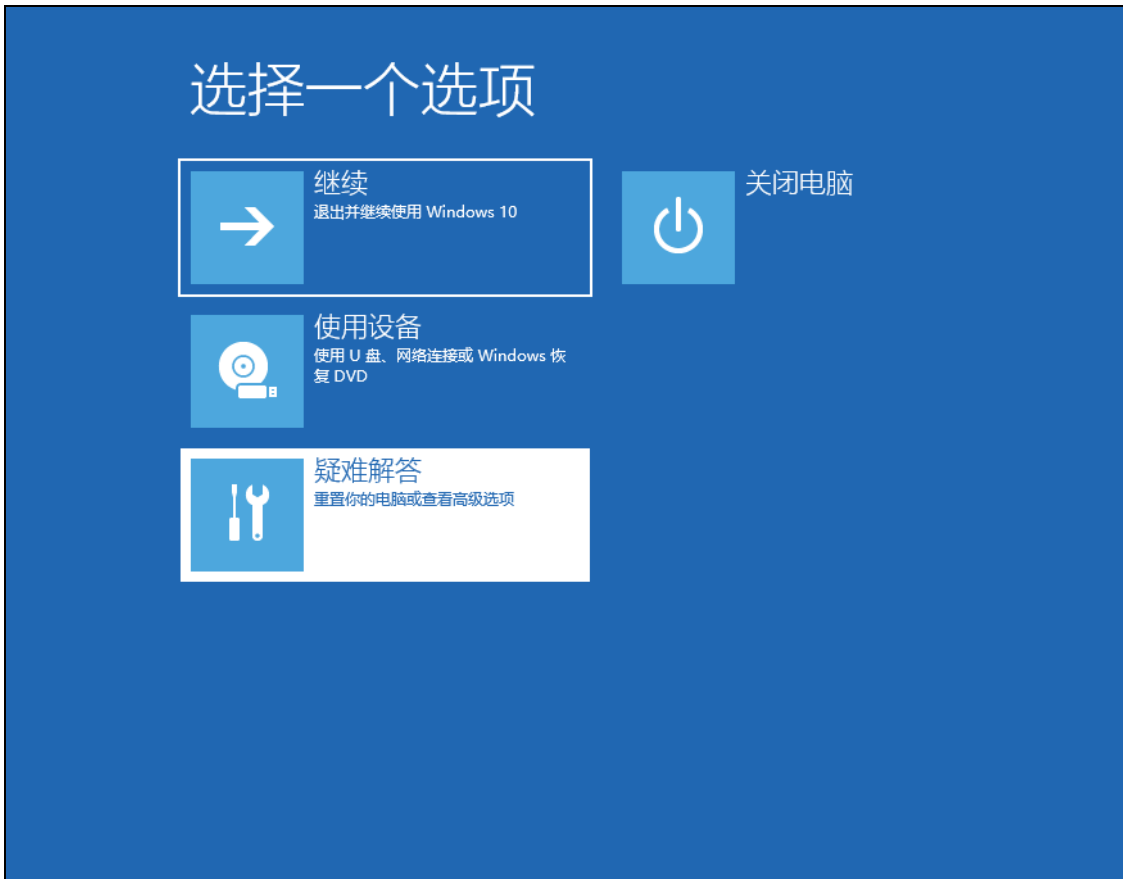 选择一个选项
继续
退出并继续使用 Windows 10
关闭电脑
使用设备
使用 U 盘、网络连接或 Windows 恢
复 DVD
疑难解答
重置你的电脑或查看高级选项